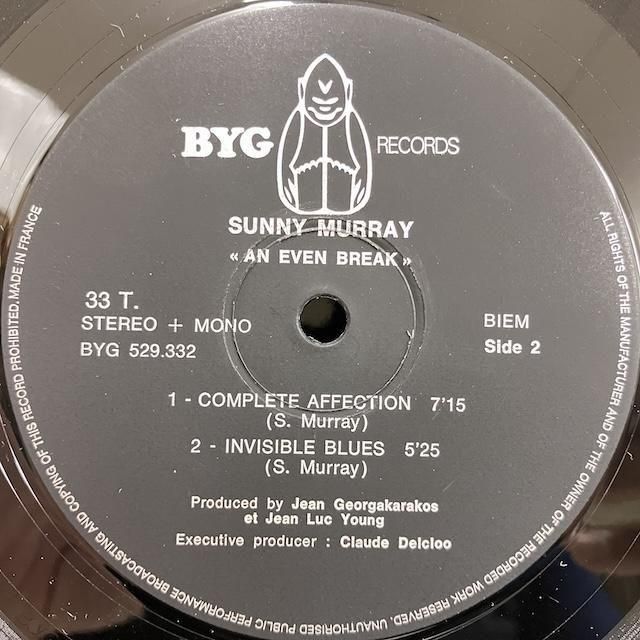 BYG RECORDS
SUNNY MURRAY
« AN EVEN BREAK »
33 T.
STEREO + MONO
BYG 529.332
BIEM
Side 2
1 - COMPLETE AFFECTION 7'15
(S. Murray)
2 - INVISIBLE BLUES 5'25
(S. Murray)
Produced by Jean Georgakarakos
et Jean Luc Young
Executive producer : Claude Delcloo
ALL RIGHTS OF THE MANUFACTURER AND OF THE OWNER OF THE RECORDED WORK RESERVED. UNAUTHORISED PUBLIC PERFORMANCE BROADCASTING AND COPYING OF THIS RECORD PROHIBITED. MADE IN FRANCE